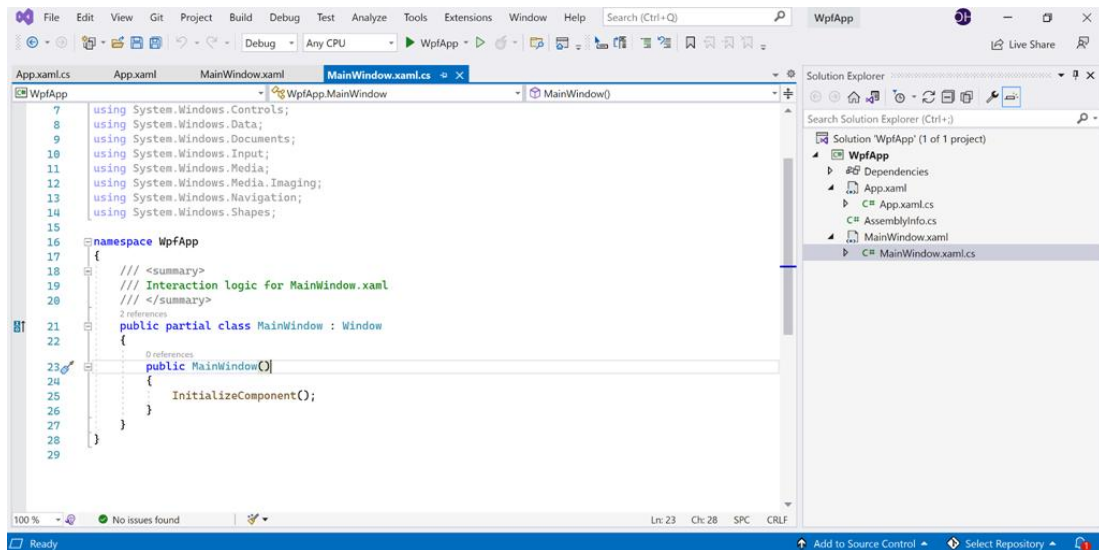 File Edit View Git Project Build Debug Test Analyze Tools Extensions Window Help Search (Ctrl+Q) WpfApp OH
Debug Any CPU WpfApp Live Share
App.xaml.cs App.xaml MainWindow.xaml MainWindow.xaml.cs
WpfApp WpfApp.MainWindow MainWindow()
7 using System.Windows.Controls;
8 using System.Windows.Data;
9 using System.Windows.Documents;
10 using System.Windows.Input;
11 using System.Windows.Media;
12 using System.Windows.Media.Imaging;
13 using System.Windows.Navigation;
14 using System.Windows.Shapes;
15
16 namespace WpfApp
17 {
18 /// <summary>
19 /// Interaction logic for MainWindow.xaml
20 /// </summary>
2 references
21 public partial class MainWindow : Window
22 {
0 references
23 public MainWindow()
24 {
25 InitializeComponent();
26 }
27 }
28 }
29
100 % No issues found Ln: 23 Ch: 28 SPC CRLF
Solution Explorer
Search Solution Explorer (Ctrl+;)
Solution 'WpfApp' (1 of 1 project)
C# WpfApp
Dependencies
App.xaml
C# App.xaml.cs
C# AssemblyInfo.cs
MainWindow.xaml
C# MainWindow.xaml.cs
Ready Add to Source Control Select Repository 1